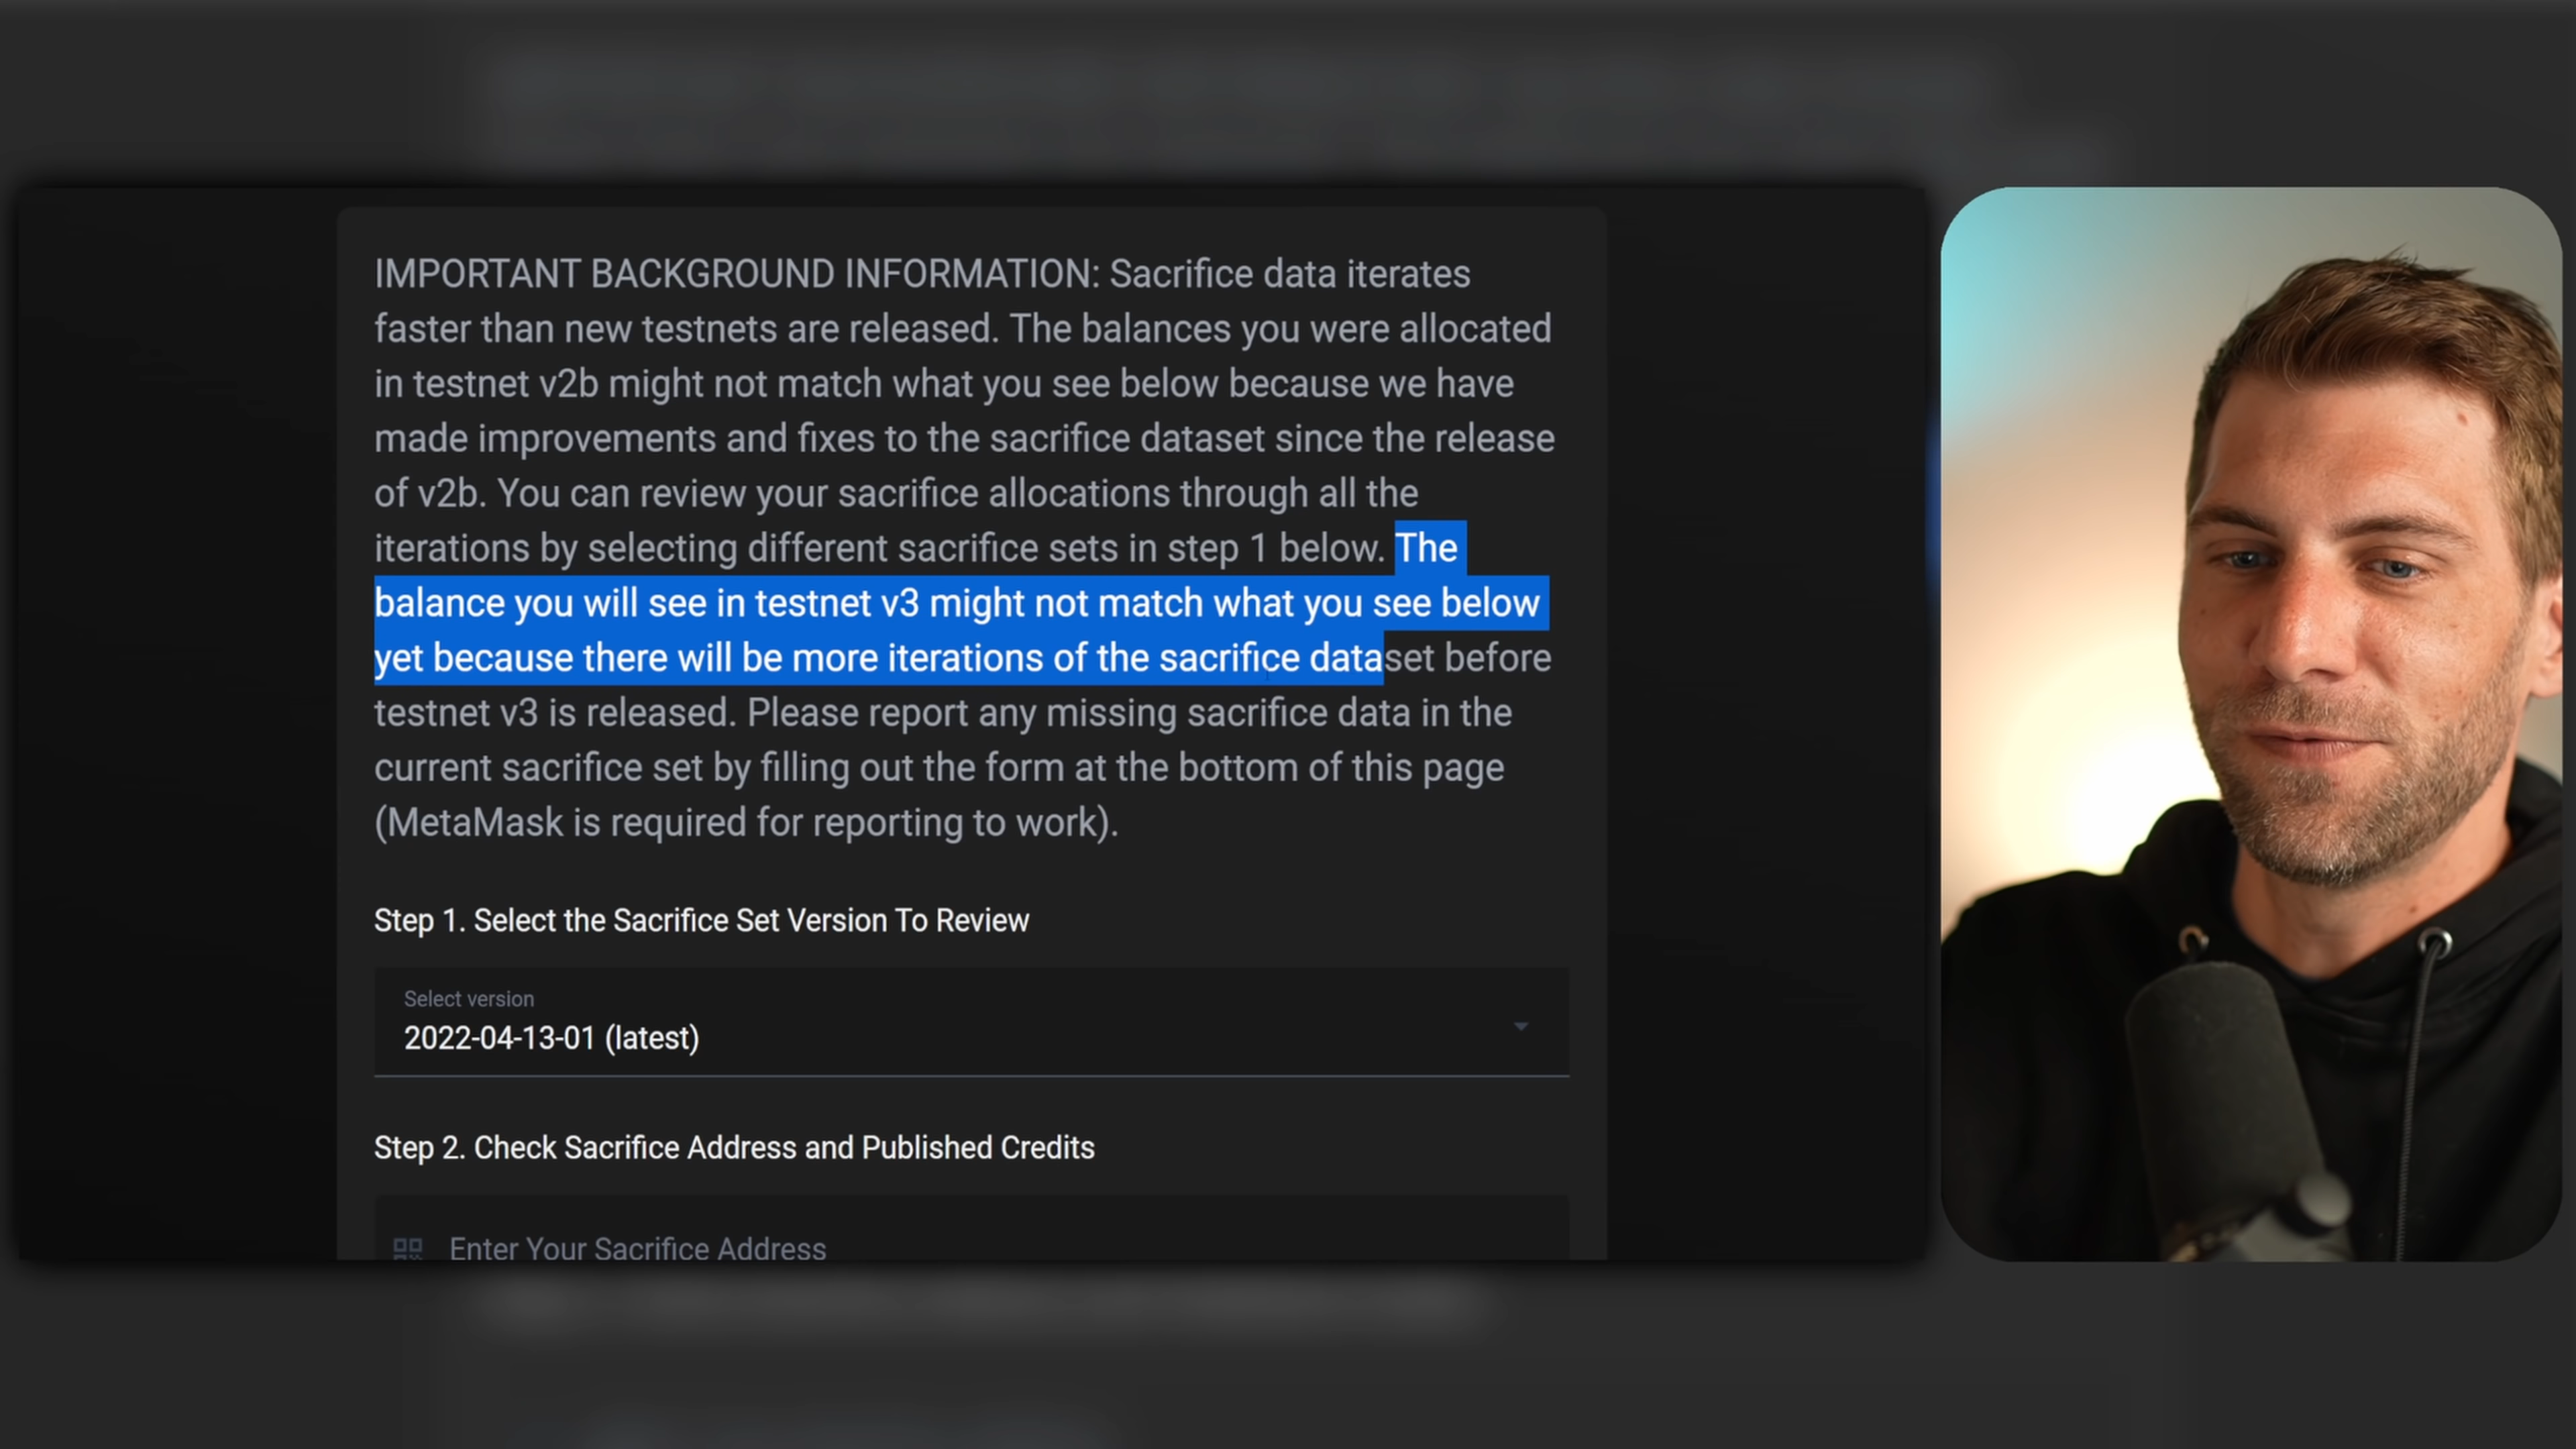 IMPORTANT BACKGROUND INFORMATION: Sacrifice data iterates
faster than new testnets are released. The balances you were allocated
in testnet v2b might not match what you see below because we have
made improvements and fixes to the sacrifice dataset since the release
of v2b. You can review your sacrifice allocations through all the
iterations by selecting different sacrifice sets in step 1 below. The
balance you will see in testnet v3 might not match what you see below
yet because there will be more iterations of the sacrifice dataset before
testnet v3 is released. Please report any missing sacrifice data in the
current sacrifice set by filling out the form at the bottom of this page
(MetaMask is required for reporting to work).
Step 1. Select the Sacrifice Set Version To Review
Select version
2022-04-13-01 (latest)
Step 2. Check Sacrifice Address and Published Credits
Enter Your Sacrifice Address